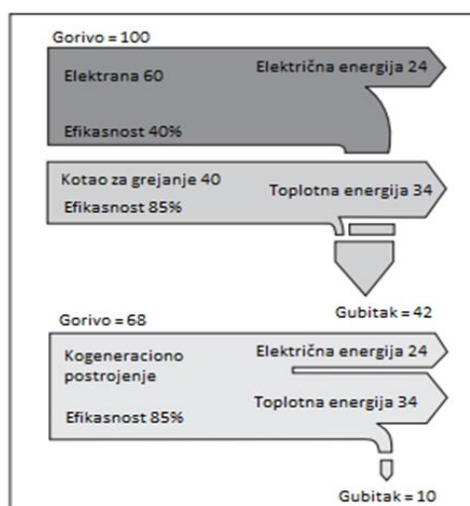 Gorivo = 100
Elektrana 60
Električna energija 24
Efikasnost 40%
Kotao za grejanje 40
Toplotna energija 34
Efikasnost 85%
Gubitak = 42
Gorivo = 68
Električna energija 24
Kogeneraciono
postrojenje
Toplotna energija 34
Efikasnost 85%
Gubitak = 10